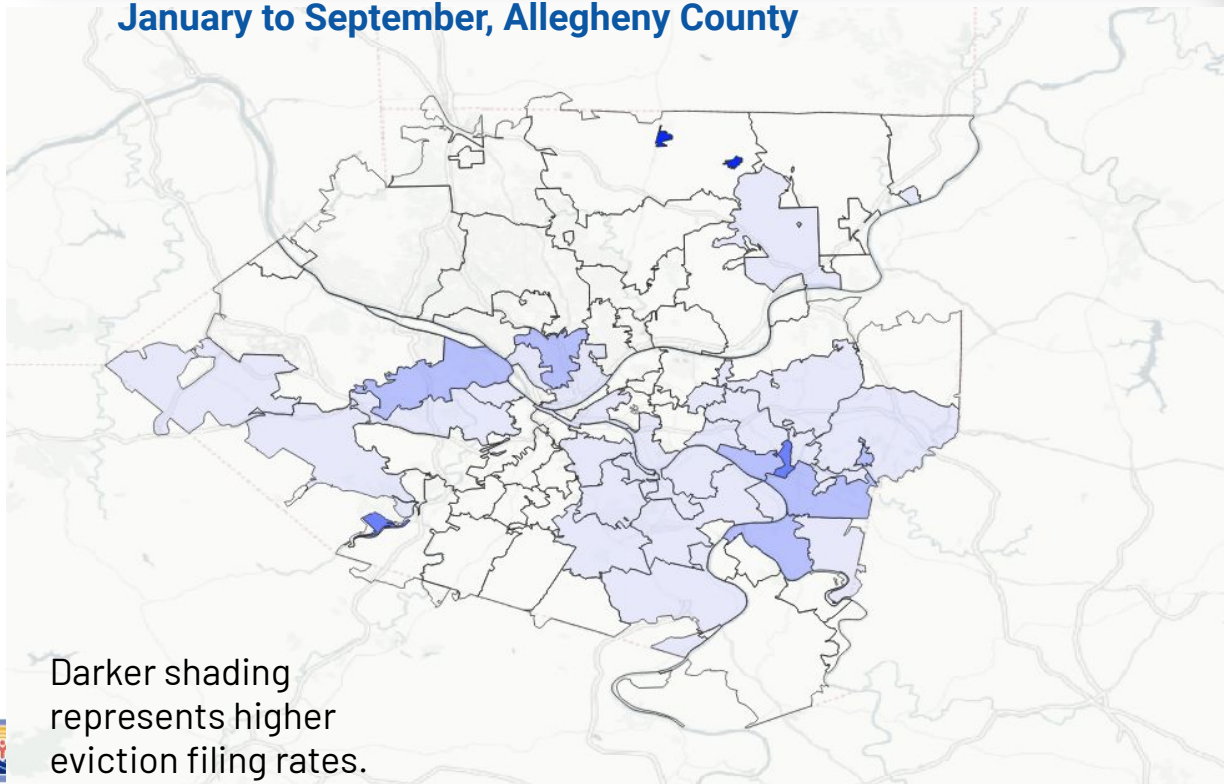 January to September, Allegheny County
Darker shading
represents higher
eviction filing rates.